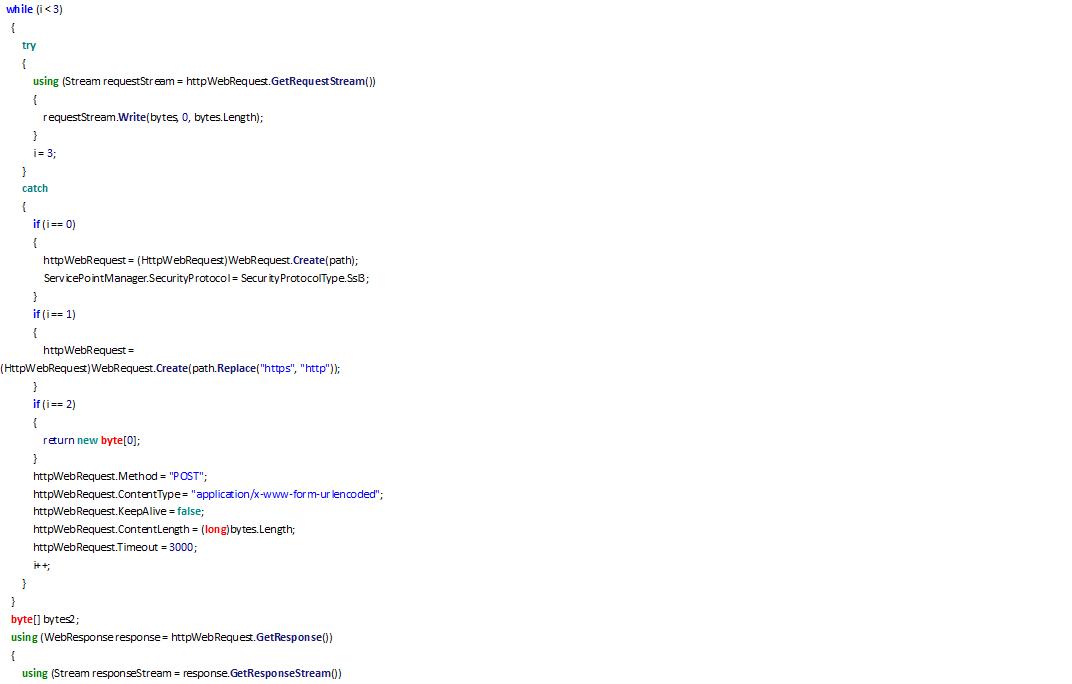 while (i < 3)
{
try
{
using (Stream requestStream = httpWebRequest.GetRequestStream())
{
requestStream.Write(bytes, 0, bytes.Length);
}
i = 3;
}
catch
{
if (i == 0)
{
httpWebRequest = (HttpWebRequest)WebRequest.Create(path);
ServicePointManager.SecurityProtocol = SecurityProtocolType.Ssl3;
}
if (i == 1)
{
httpWebRequest =
(HttpWebRequest)WebRequest.Create(path.Replace("https", "http"));
}
if (i == 2)
{
return new byte[0];
}
httpWebRequest.Method = "POST";
httpWebRequest.ContentType = "application/x-www-form-urlencoded";
httpWebRequest.KeepAlive = false;
httpWebRequest.ContentLength = (long)bytes.Length;
httpWebRequest.Timeout = 3000;
i++;
}
}
byte[] bytes2;
using (WebResponse response = httpWebRequest.GetResponse())
{
using (Stream responseStream = response.GetResponseStream())